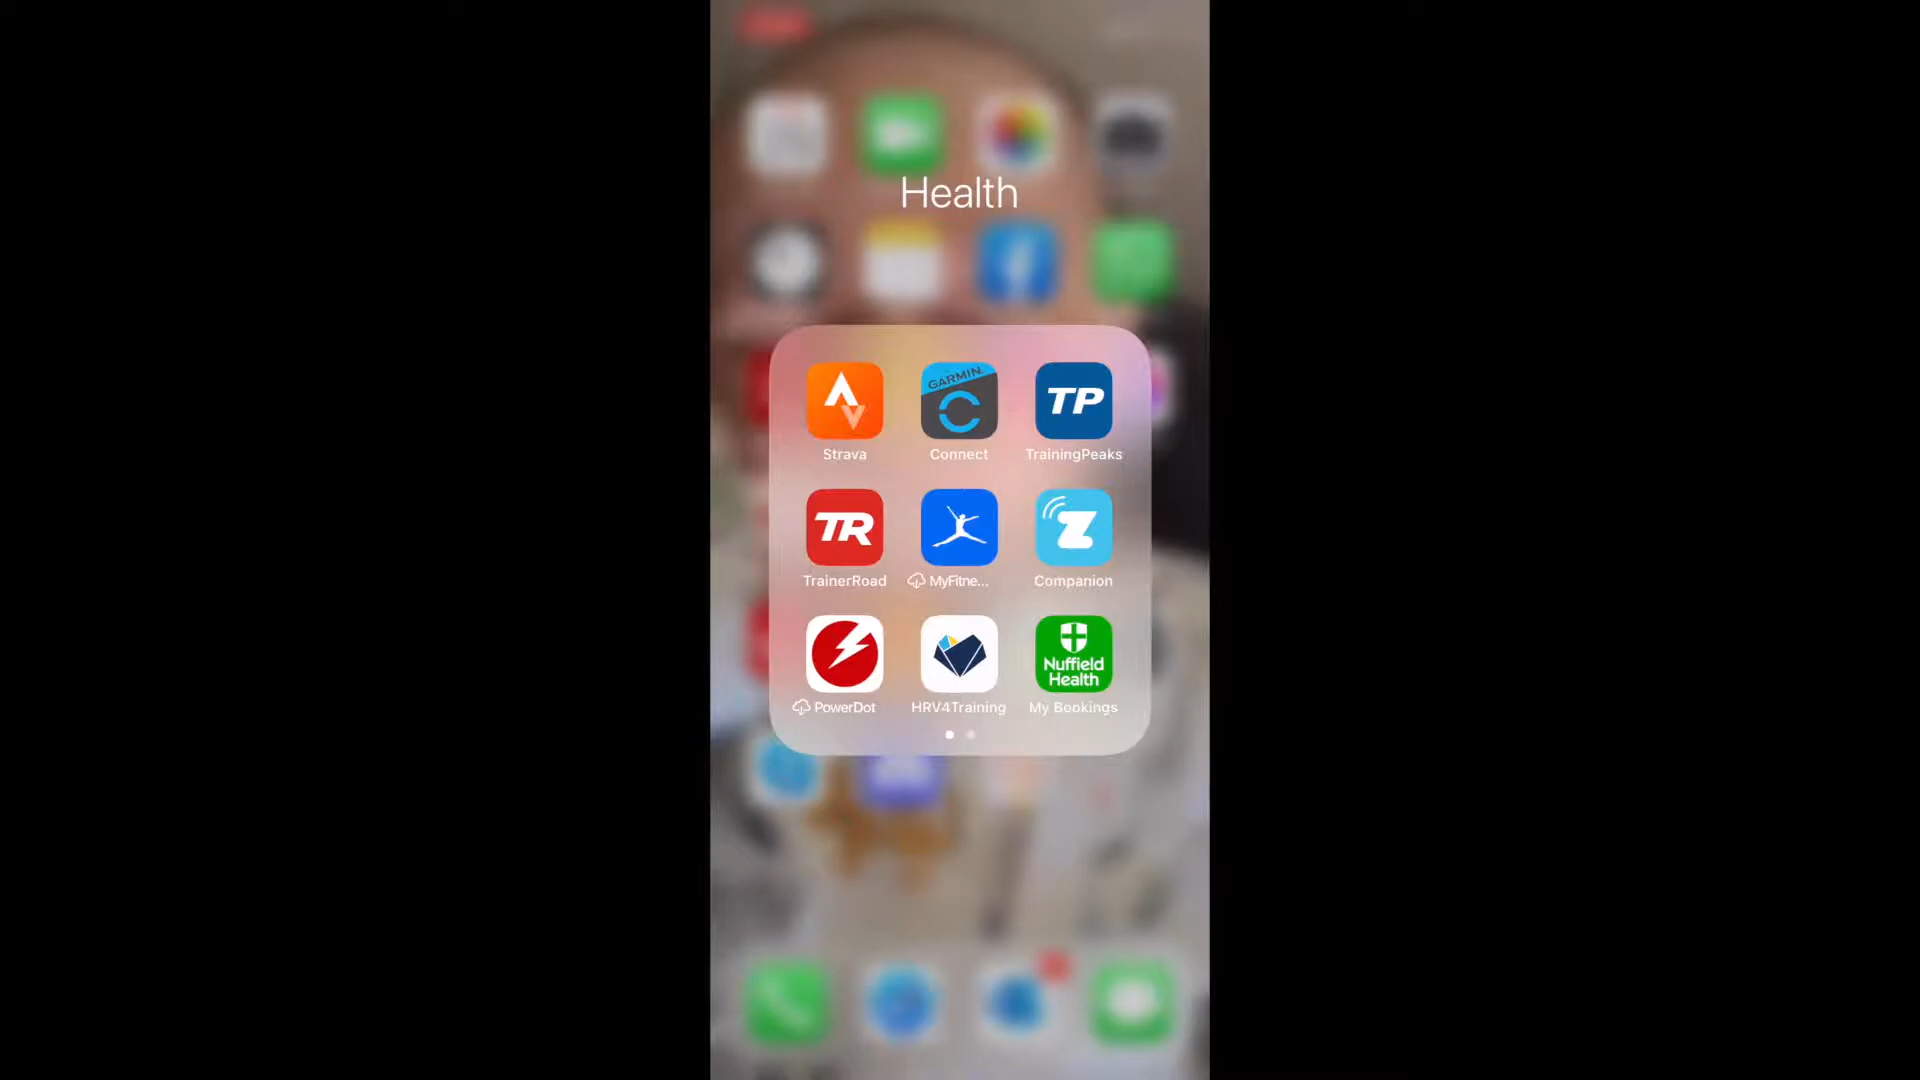 Health
GARMIN
TP
Strava
Connect
TrainingPeaks
TR
TrainerRoad
MyFitne...
Companion
Nuffield
Health
PowerDot
HRV4Training
My Bookings